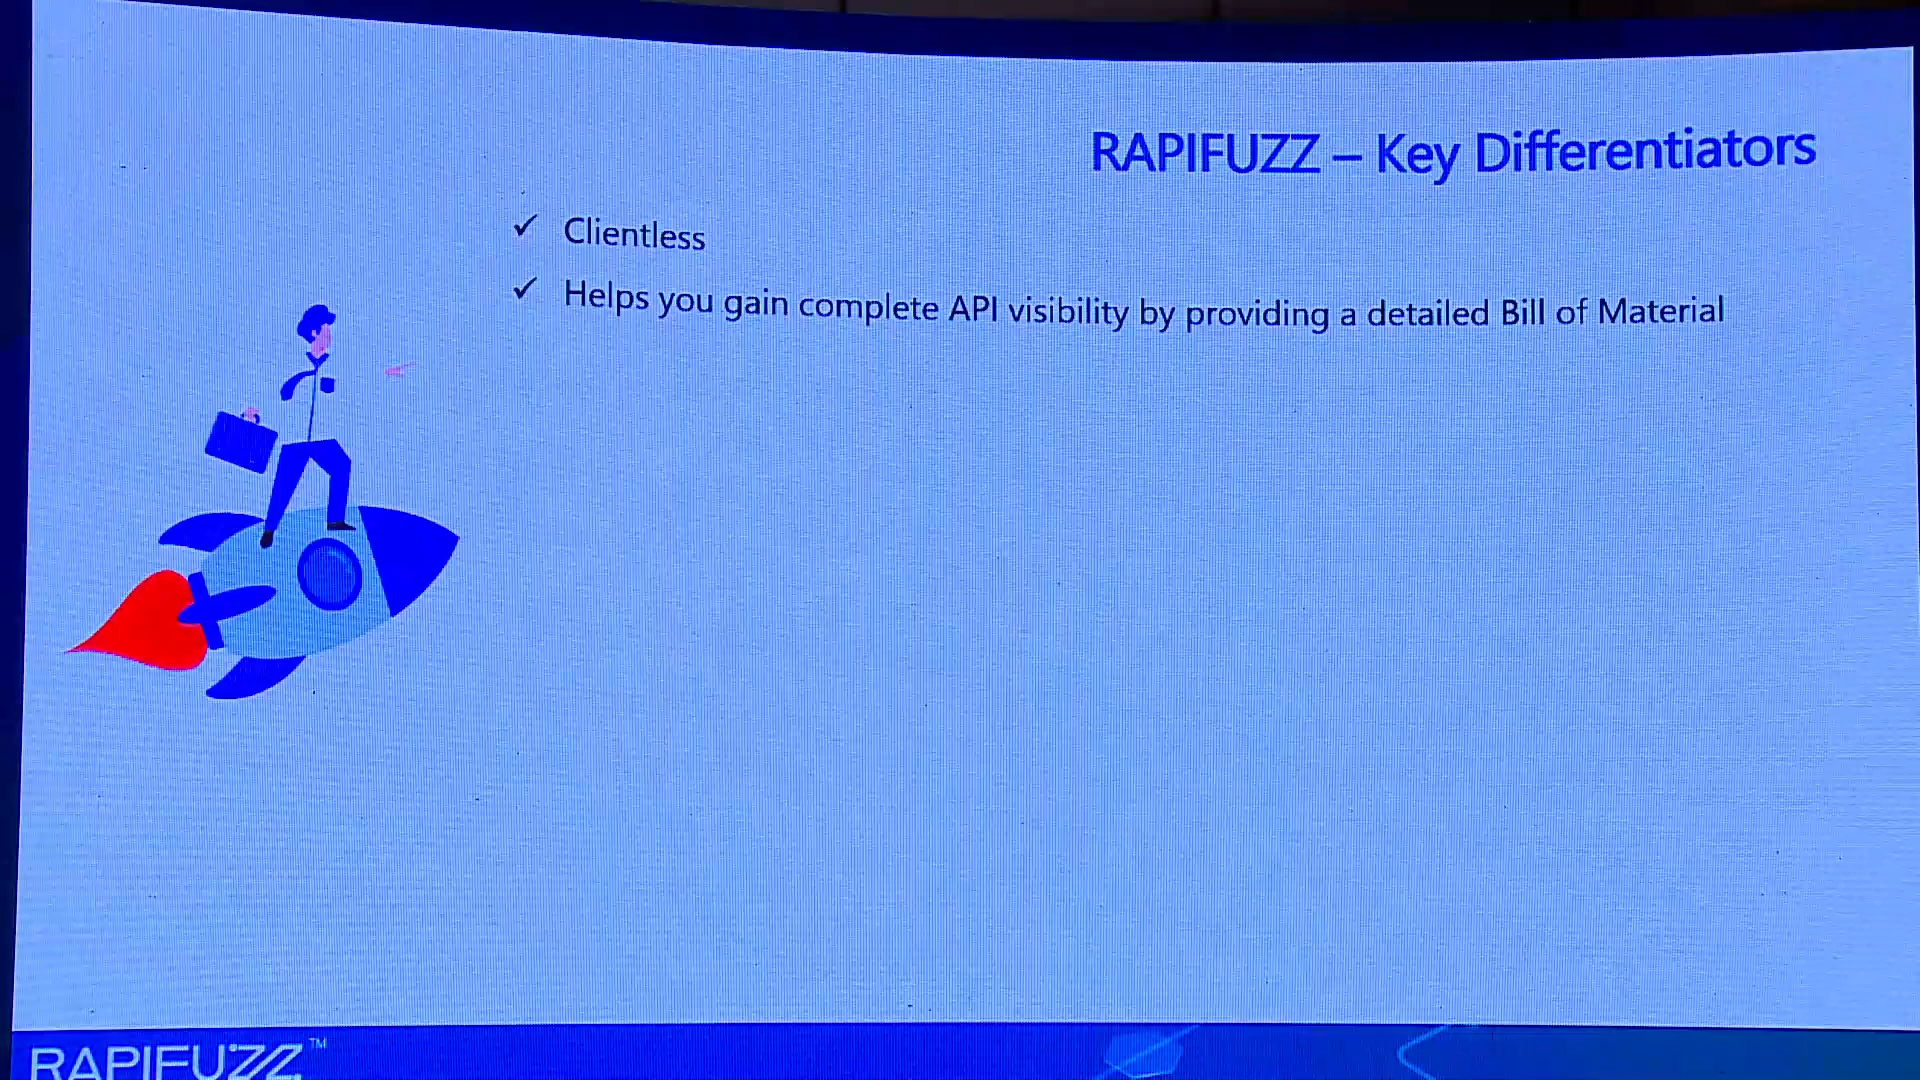 RAPIFUZZ – Key Differentiators
✓ Clientless
✓ Helps you gain complete API visibility by providing a detailed Bill of Material
RAPIFUZZ™